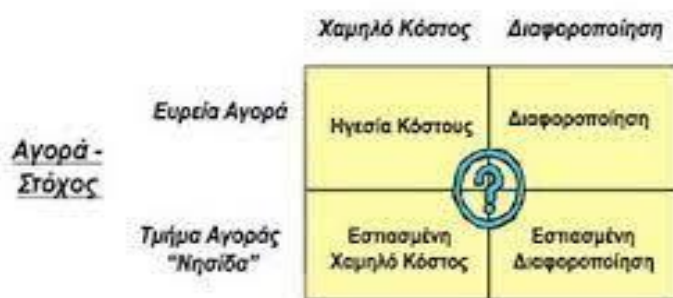 Χαμηλό Κόστος Διαφοροποίηση
Ευρεία Αγορά
Ηγεσία Κόστους
Διαφοροποίηση
Αγορά -
Στόχος
?
Τμήμα Αγοράς
"Νησίδα"
Εστιασμένη
Χαμηλό Κόστος
Εστιασμένη
Διαφοροποίηση